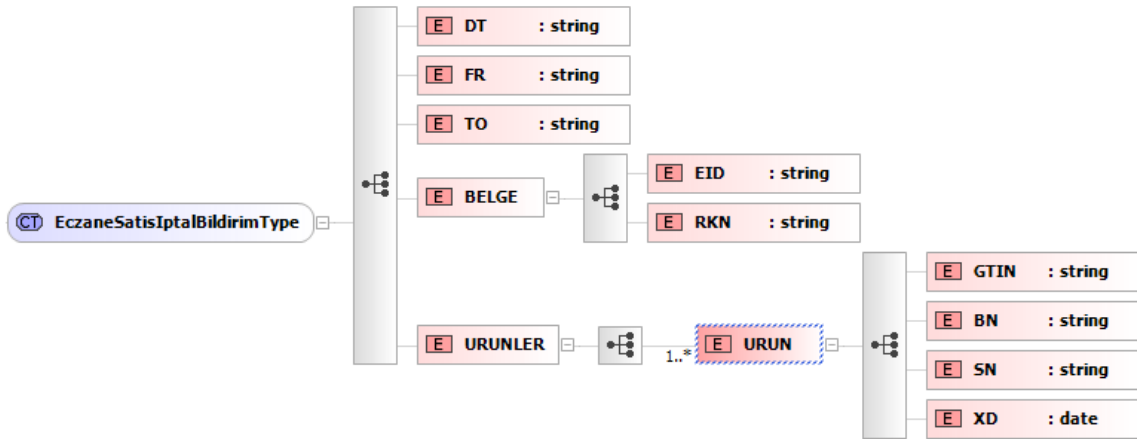 E DT : string
E FR : string
E TO : string
E EID : string
E BELGE
E RKN : string
CT EczaneSatisIptalBildirimType
E GTIN : string
E BN : string
E URUNLER
1..* E URUN
E SN : string
E XD : date